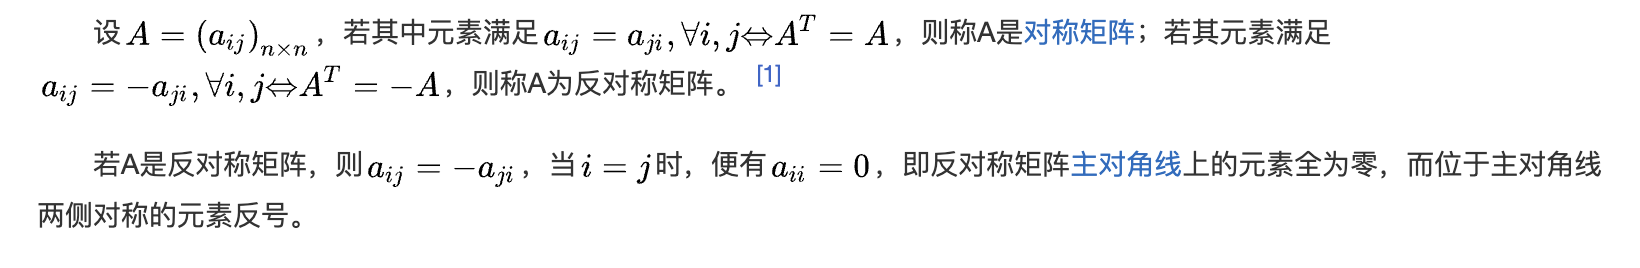 设 A = (a_{ij})_{n×n}，若其中元素满足 a_{ij} = a_{ji}, ∀i, j⇔A^T = A，则称A是对称矩阵；若其元素满足
a_{ij} = −a_{ji}, ∀i, j⇔A^T = −A，则称A为反对称矩阵。 [1]
若A是反对称矩阵，则 a_{ij} = −a_{ji}，当 i = j 时，便有 a_{ii} = 0，即反对称矩阵主对角线上的元素全为零，而位于主对角线
两侧对称的元素反号。